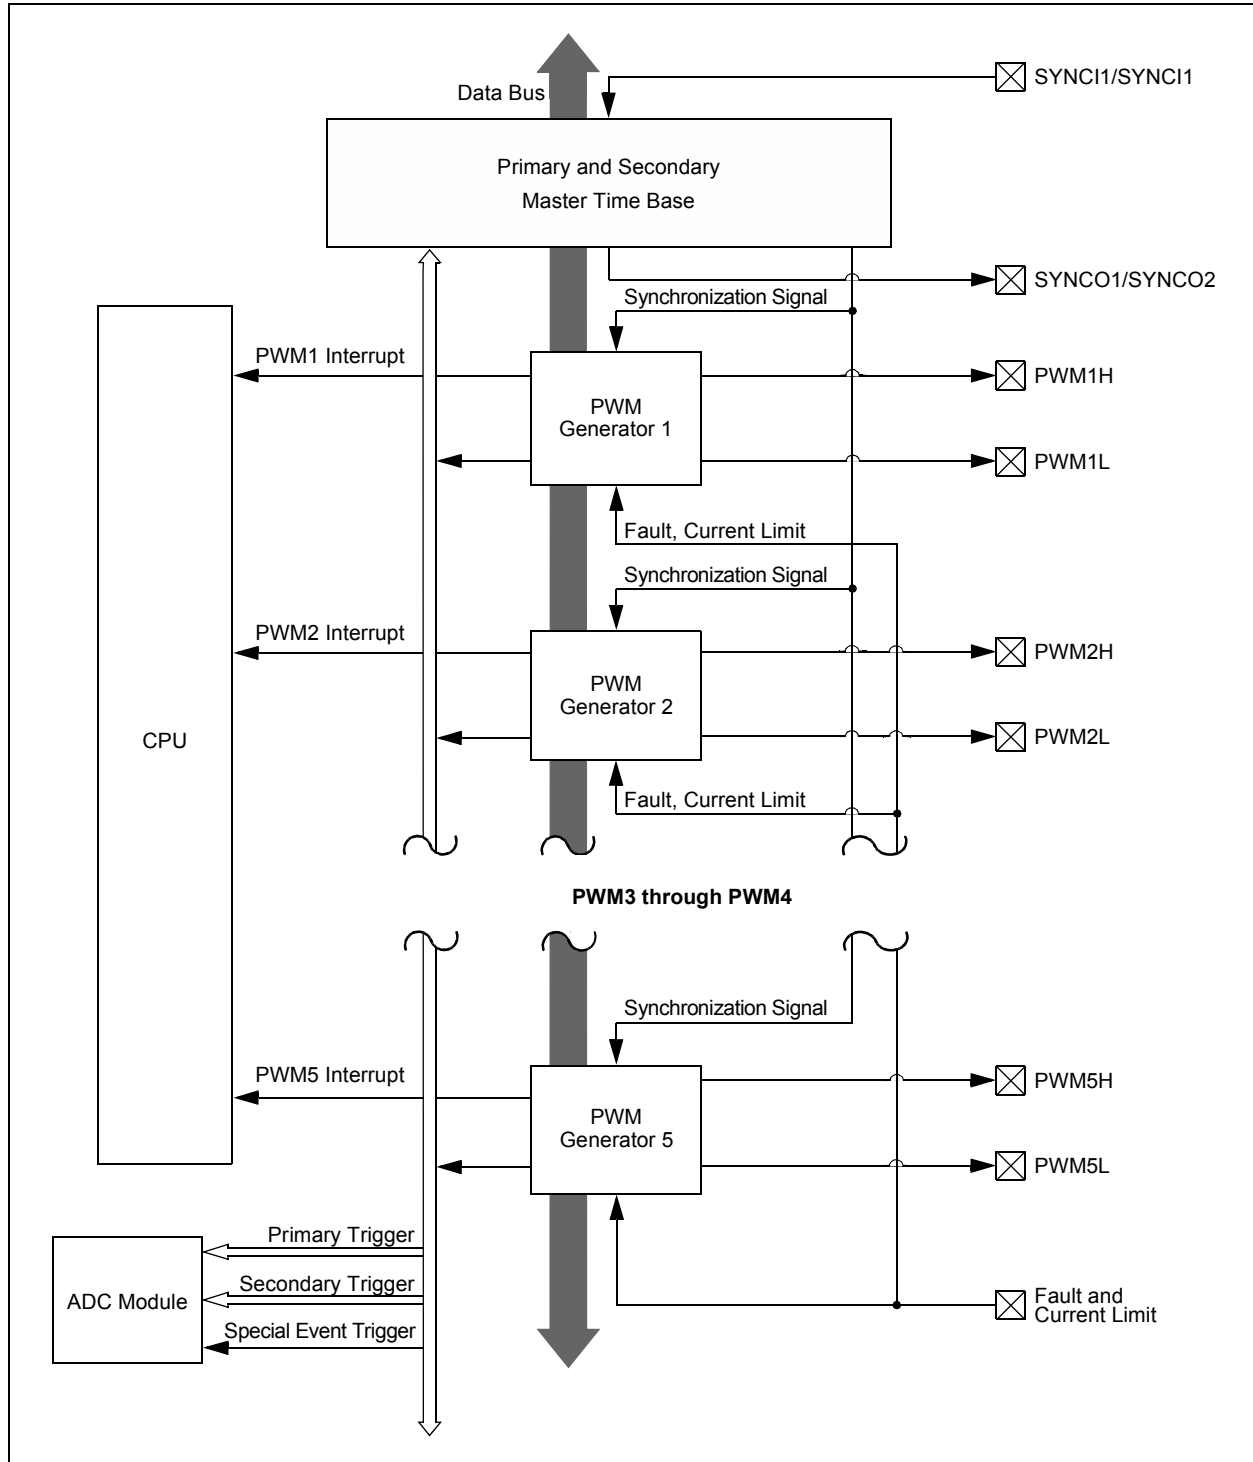 Data Bus
SYNCI1/SYNCI1
Primary and Secondary
Master Time Base
SYNCO1/SYNCO2
Synchronization Signal
PWM1 Interrupt
PWM
Generator 1
PWM1H
PWM1L
Fault, Current Limit
Synchronization Signal
PWM2 Interrupt
PWM
Generator 2
PWM2H
CPU
PWM2L
Fault, Current Limit
PWM3 through PWM4
Synchronization Signal
PWM5 Interrupt
PWM
Generator 5
PWM5H
PWM5L
Primary Trigger
Secondary Trigger
ADC Module
Special Event Trigger
Fault and
Current Limit